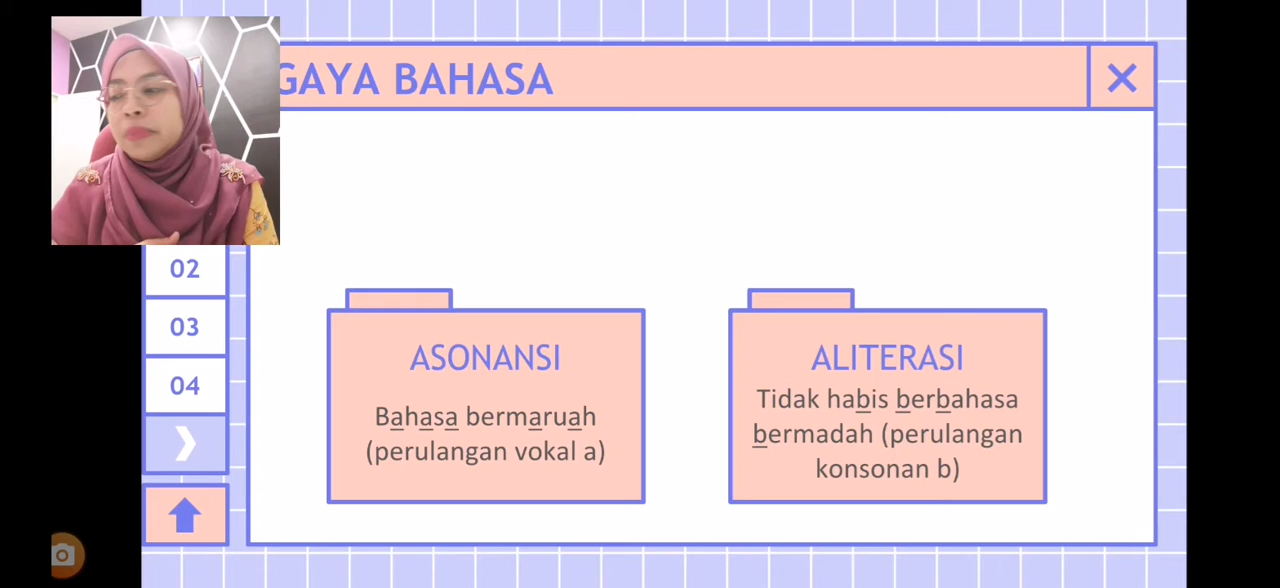 GAYA BAHASA
02
03
04
ASONANSI
Bahasa bermaruah
(perulangan vokal a)
ALITERASI
Tidak habis berbahasa
bermadah (perulangan
konsonan b)